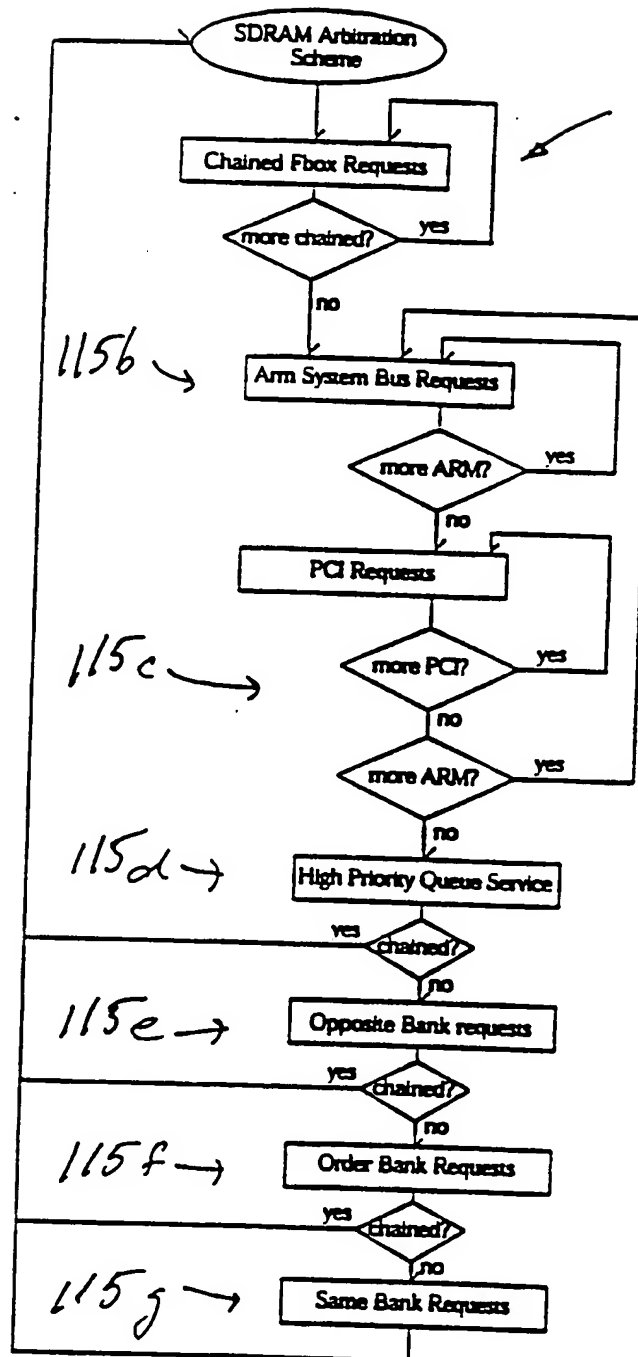 SDRAM Arbitration
Scheme
Chained Fbox Requests
more chained?
yes
no
115b
Arm System Bus Requests
more ARM?
yes
no
PCI Requests
115c
more PCI?
yes
no
more ARM?
yes
no
115d
High Priority Queue Service
yes
chained?
no
115e
Opposite Bank requests
yes
chained?
no
115f
Order Bank Requests
yes
Chained?
no
115g
Same Bank Requests